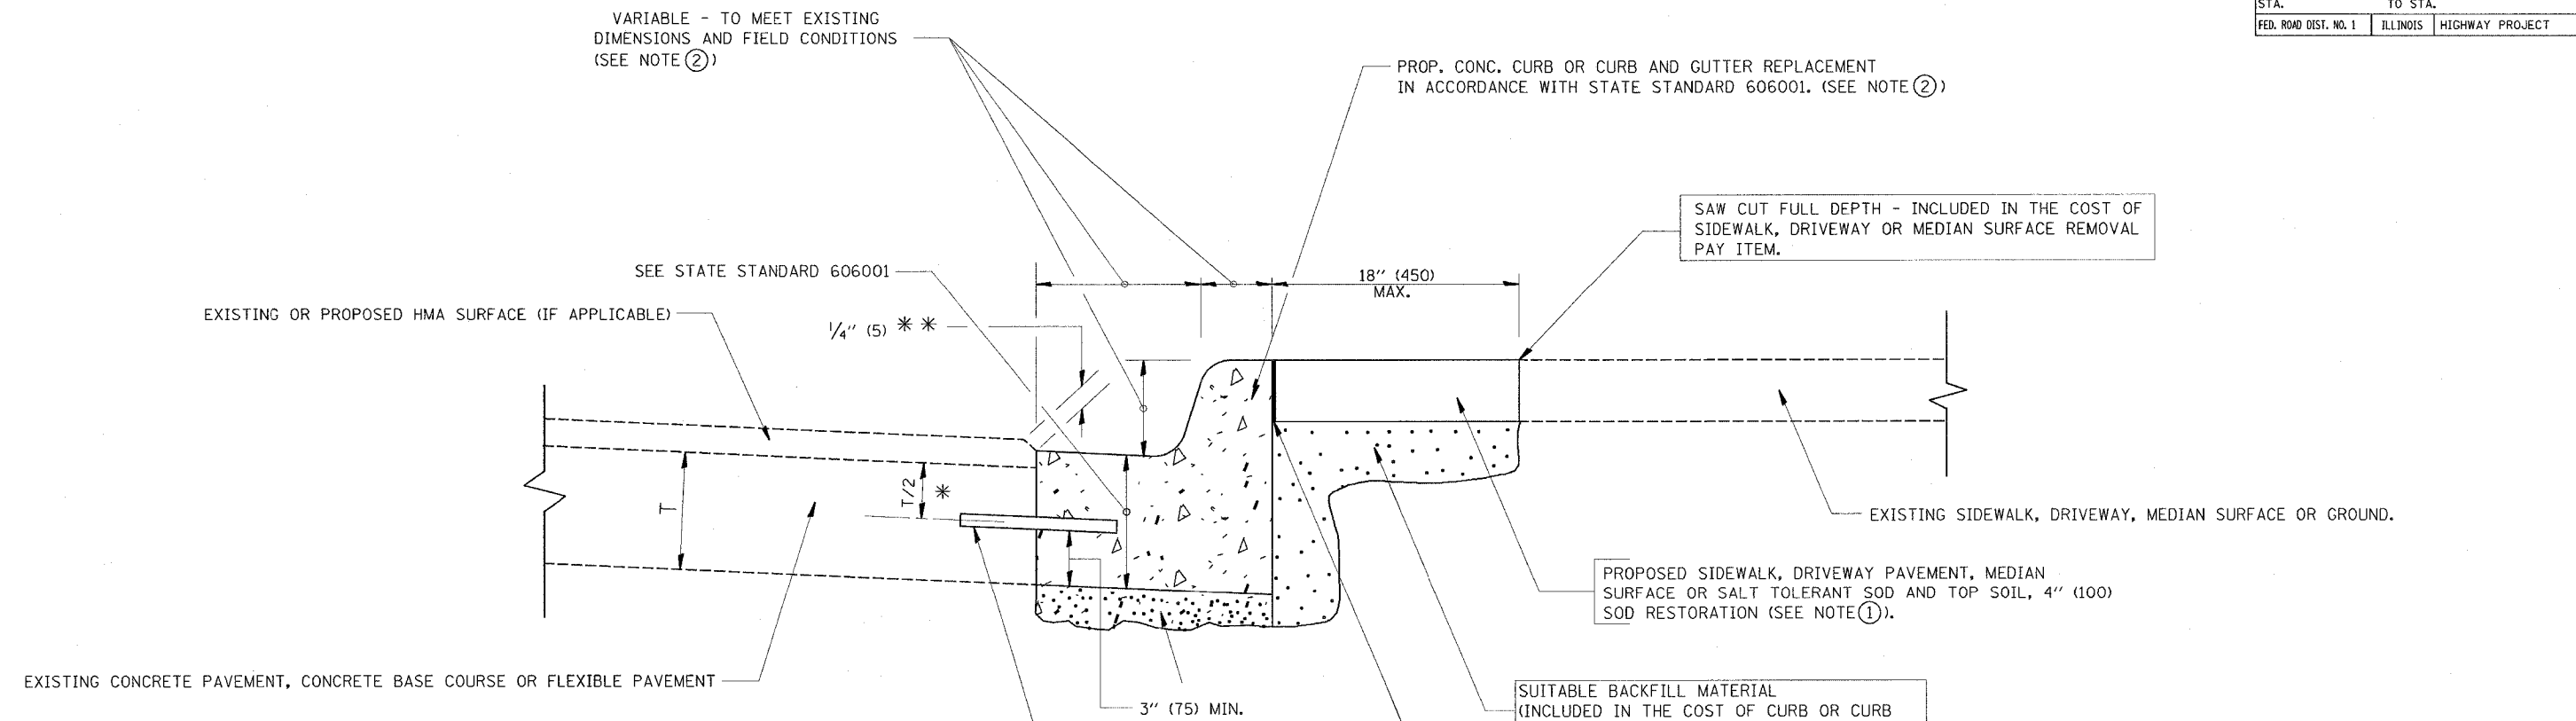 VARIABLE - TO MEET EXISTING
DIMENSIONS AND FIELD CONDITIONS
(SEE NOTE ②)
STA. TO STA.
FED. ROAD DIST. NO. 1 ILLINOIS HIGHWAY PROJECT
PROP. CONC. CURB OR CURB AND GUTTER REPLACEMENT
IN ACCORDANCE WITH STATE STANDARD 606001. (SEE NOTE ②)
SAW CUT FULL DEPTH - INCLUDED IN THE COST OF
SIDEWALK, DRIVEWAY OR MEDIAN SURFACE REMOVAL
PAY ITEM.
SEE STATE STANDARD 606001
18" (450)
MAX.
EXISTING OR PROPOSED HMA SURFACE (IF APPLICABLE)
1/4" (5) * *
T
T/2 *
EXISTING SIDEWALK, DRIVEWAY, MEDIAN SURFACE OR GROUND.
PROPOSED SIDEWALK, DRIVEWAY PAVEMENT, MEDIAN
SURFACE OR SALT TOLERANT SOD AND TOP SOIL, 4" (100)
SOD RESTORATION (SEE NOTE ①).
EXISTING CONCRETE PAVEMENT, CONCRETE BASE COURSE OR FLEXIBLE PAVEMENT
3" (75) MIN.
SUITABLE BACKFILL MATERIAL
(INCLUDED IN THE COST OF CURB OR CURB